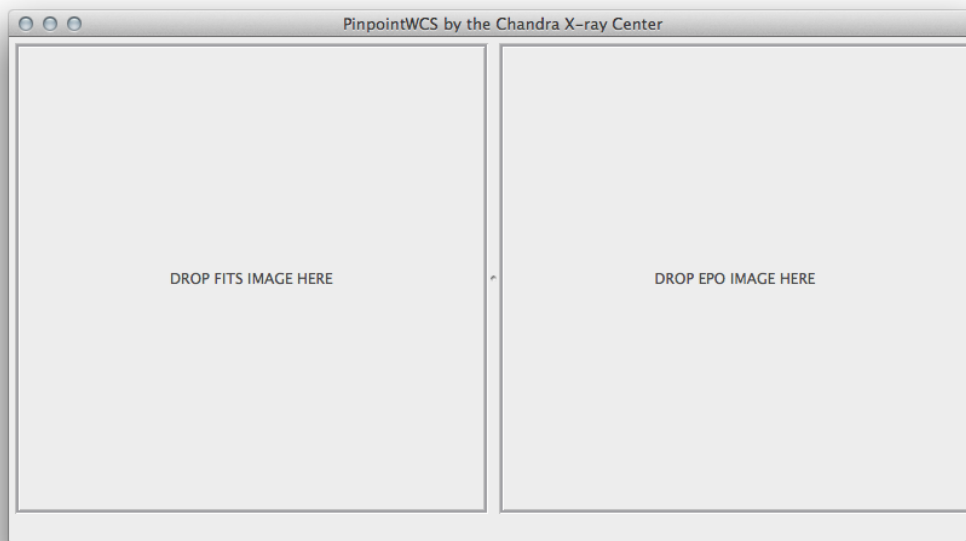 PinpointWCS by the Chandra X-ray Center
DROP FITS IMAGE HERE
DROP EPO IMAGE HERE